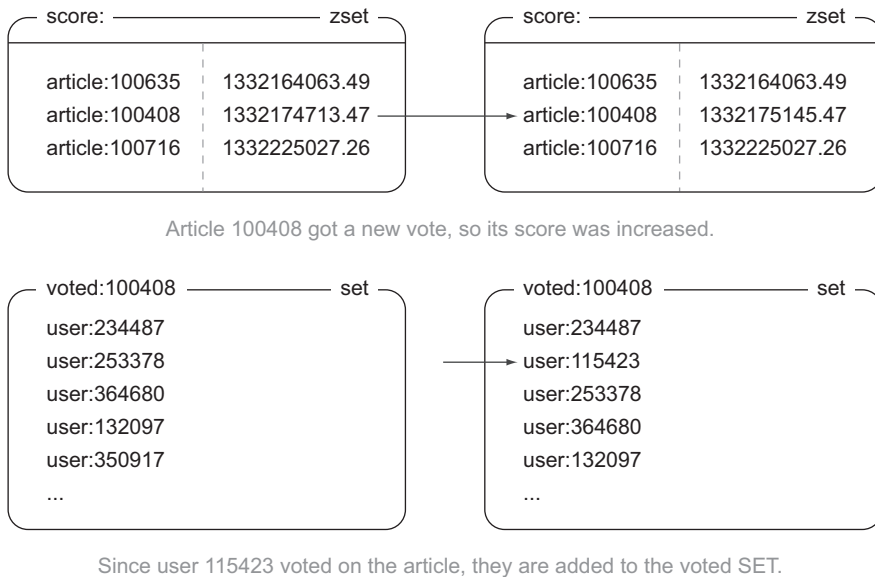 score: zset score: zset
article:100635 1332164063.49 article:100635 1332164063.49
article:100408 1332174713.47 article:100408 1332175145.47
article:100716 1332225027.26 article:100716 1332225027.26
Article 100408 got a new vote, so its score was increased.
voted:100408 set voted:100408 set
user:234487 user:234487
user:253378 user:115423
user:364680 user:253378
user:132097 user:364680
user:350917 user:132097
... ...
Since user 115423 voted on the article, they are added to the voted SET.